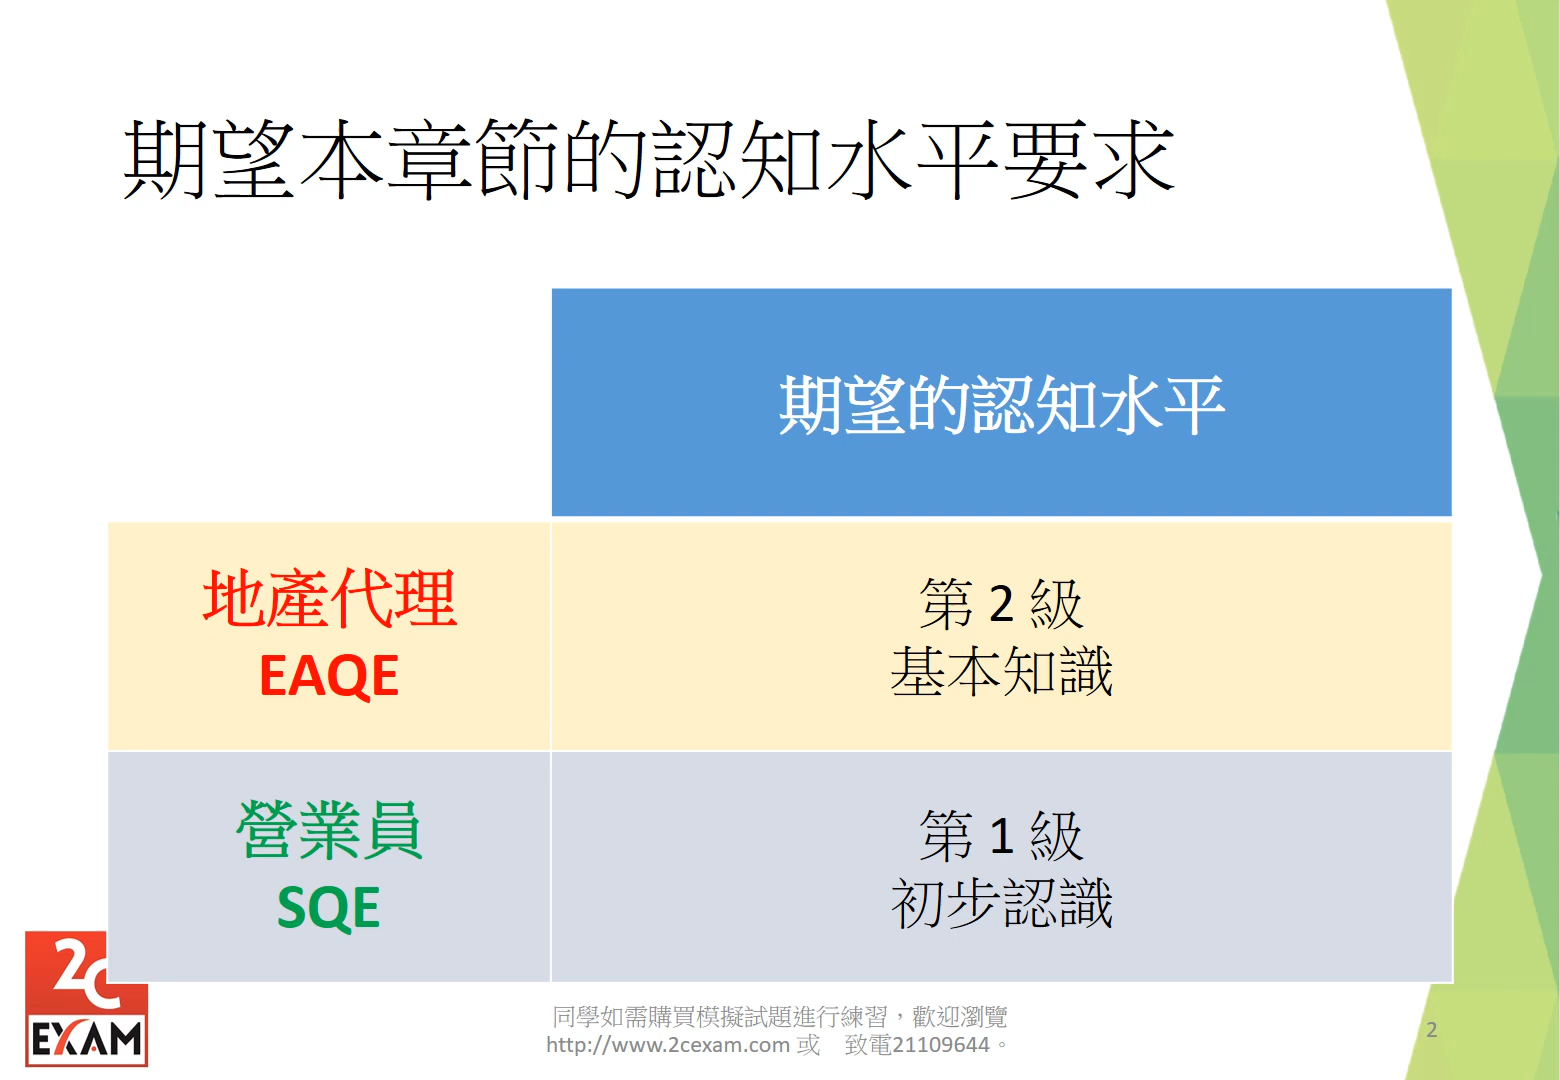 期望本章節的認知水平要求
期望的認知水平
地產代理
EAQE
第 2 級
基本知識
營業員
SQE
第 1 級
初步認識
2C
EXAM
同學如需購買模擬試題進行練習，歡迎瀏覽
http://www.2cexam.com 或　致電21109644。
2